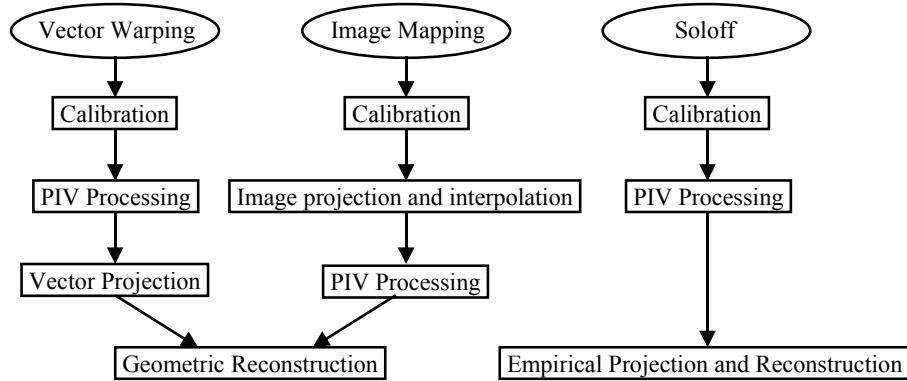 Vector Warping
Image Mapping
Soloff
Calibration
Calibration
Calibration
PIV Processing
Image projection and interpolation
PIV Processing
Vector Projection
PIV Processing
Geometric Reconstruction
Empirical Projection and Reconstruction